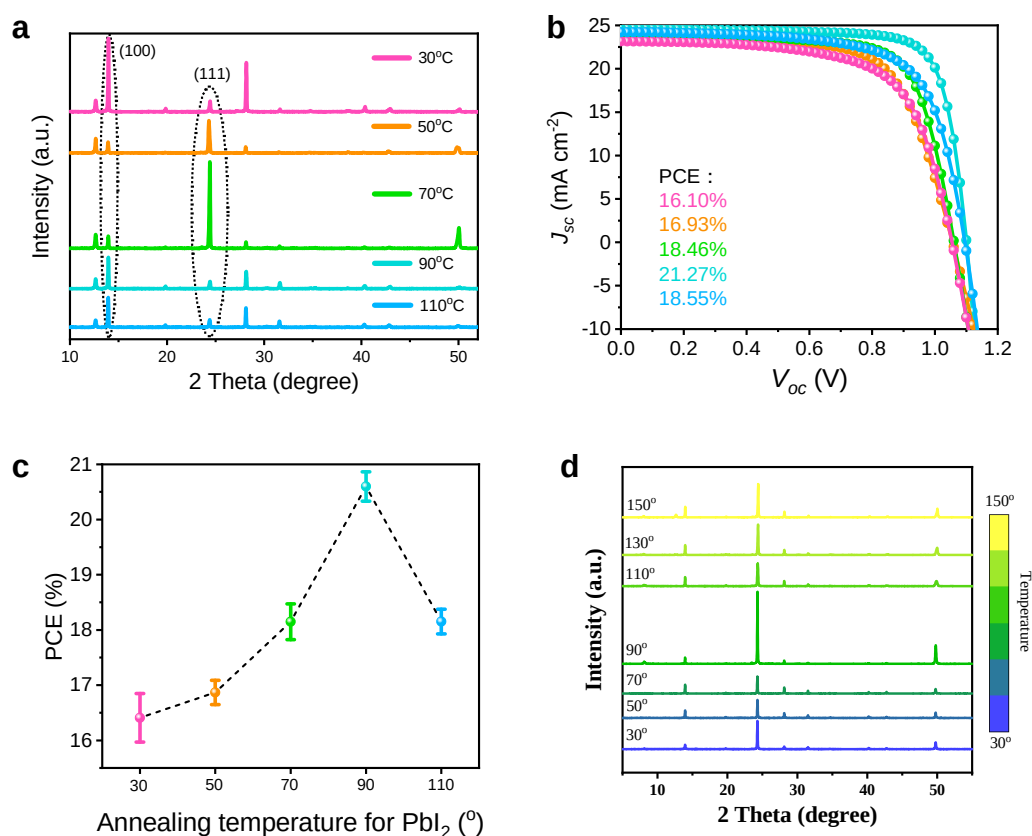 a
(100)
(111)
30°C
50°C
70°C
90°C
110°C
Intensity (a.u.)
10 20 30 40 50
2 Theta (degree)
b
25
20
15
10
5
0
-5
-10
J_sc (mA cm⁻²)
PCE :
16.10%
16.93%
18.46%
21.27%
18.55%
0.0 0.2 0.4 0.6 0.8 1.0 1.2
V_oc (V)
c
21
20
19
18
17
16
PCE (%)
30 50 70 90 110
Annealing temperature for PbI₂ (⁰)
d
150°
130°
110°
90°
70°
50°
30°
Intensity (a.u.)
10 20 30 40 50
2 Theta (degree)
150°
Temperature
30°